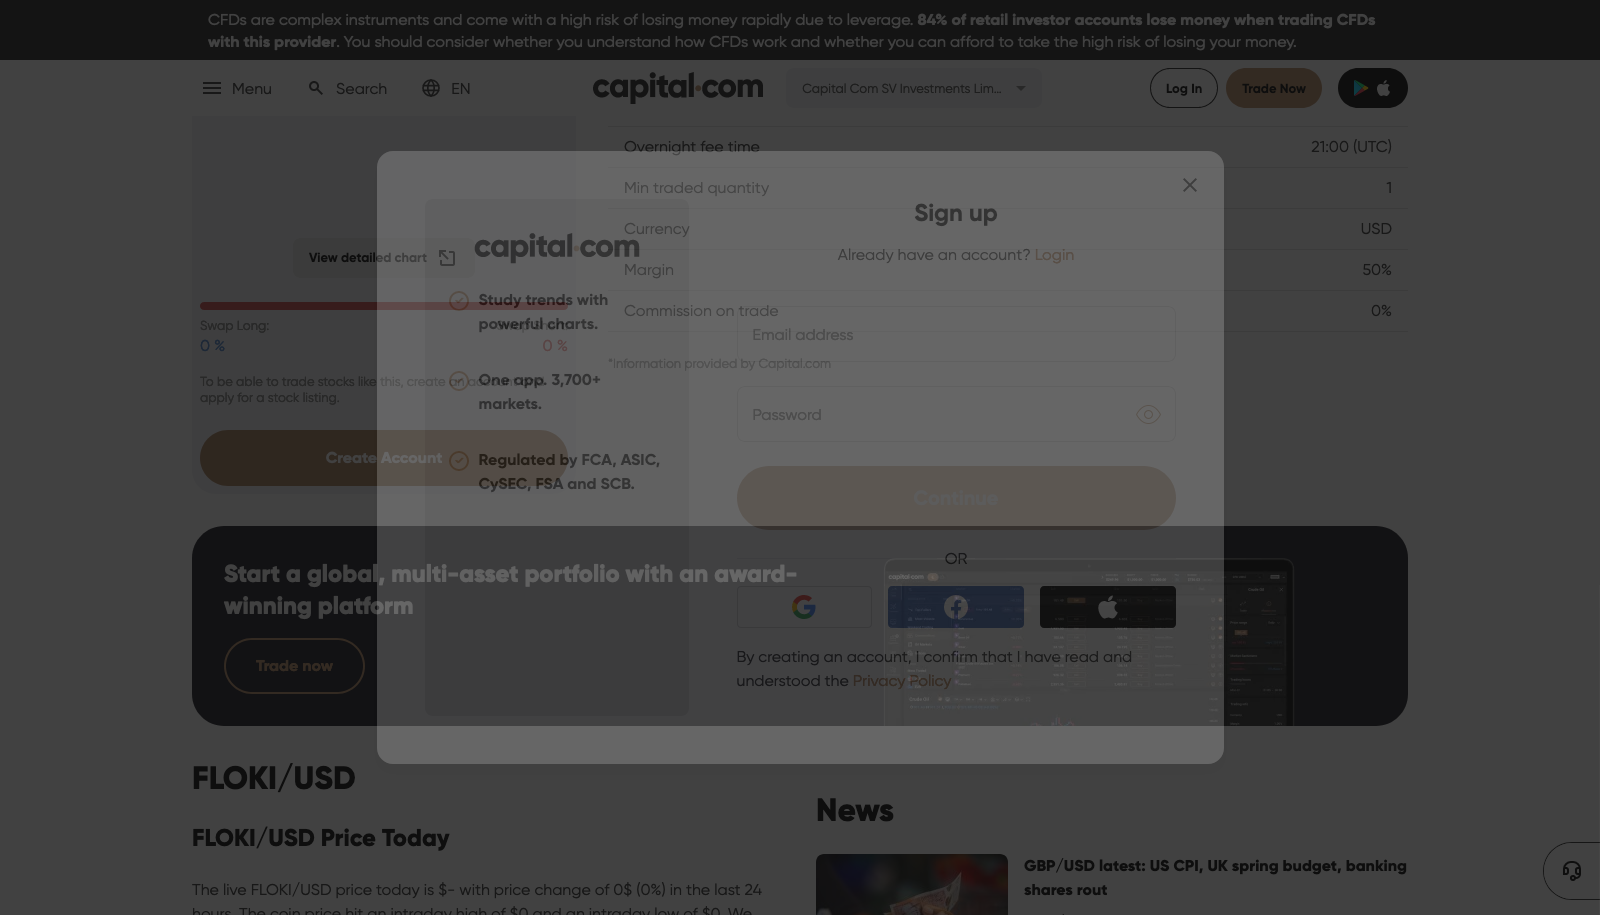 CFDs are complex instruments and come with a high risk of losing money rapidly due to leverage. 84% of retail investor accounts lose money when trading CFDs
with this provider. You should consider whether you understand how CFDs work and whether you can afford to take the high risk of losing your money.
Menu
Search
EN
capital.com
Capital Com SV Investments Lim...
Log In
Trade Now
Overnight fee time
21:00 (UTC)
Min traded quantity
1
Currency
USD
Margin
50%
Commission on trade
0%
*Information provided by Capital.com
View detailed chart
Swap Long:
0 %
0 %
To be able to trade stocks like this, create an account
apply for a stock listing.
Create Account
capital.com
Study trends with
powerful charts.
One app. 3,700+
markets.
Regulated by FCA, ASIC,
CySEC, FSA and SCB.
Sign up
Already have an account? Login
Email address
Password
Continue
OR
By creating an account, I confirm that I have read and
understood the Privacy Policy
Start a global, multi-asset portfolio with an award-
winning platform
Trade now
capital.com
FLOKI/USD
FLOKI/USD Price Today
The live FLOKI/USD price today is $- with price change of 0$ (0%) in the last 24
hours. The coin price hit an intraday high of $0 and an intraday low of $0. We
News
GBP/USD latest: US CPI, UK spring budget, banking
shares rout